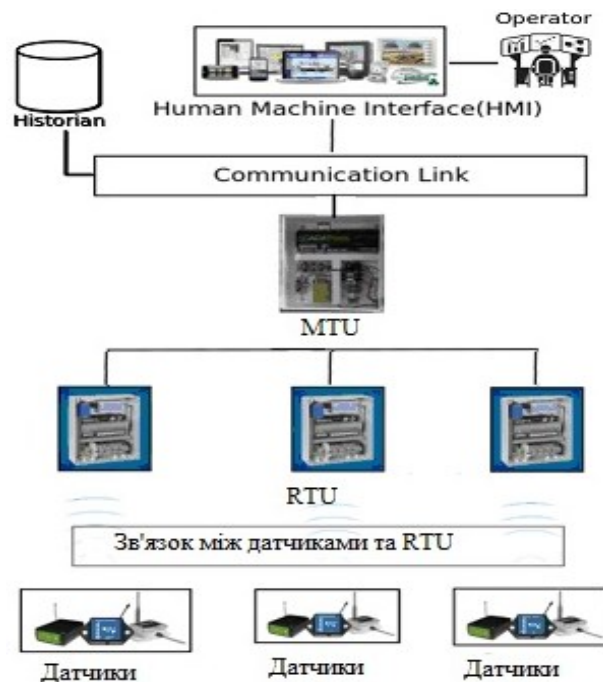 Operator
Historian
Human Machine Interface(HMI)
Communication Link
MTU
RTU
Зв'язок між датчиками та RTU
Датчики
Датчики
Датчики